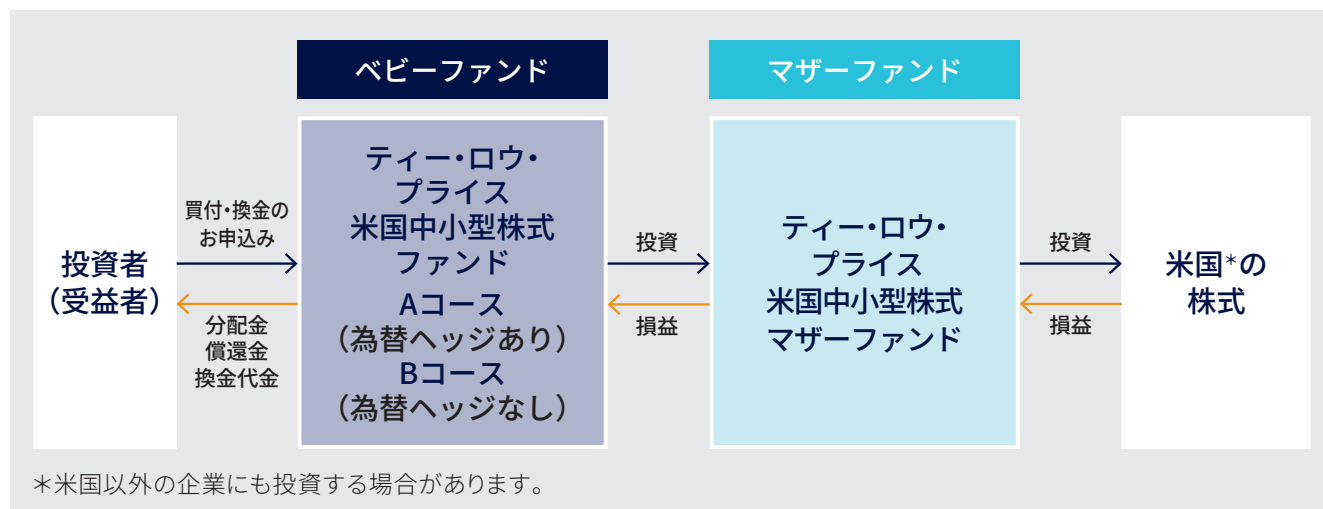 ベビーファンド
マザーファンド
投資者
（受益者）
買付・換金の
お申込み
分配金
償還金
換金代金
ティー・ロウ・
プライス
米国中小型株式
ファンド
Aコース
（為替ヘッジあり）
Bコース
（為替ヘッジなし）
投資
損益
ティー・ロウ・
プライス
米国中小型株式
マザーファンド
投資
損益
米国*の
株式
＊米国以外の企業にも投資する場合があります。